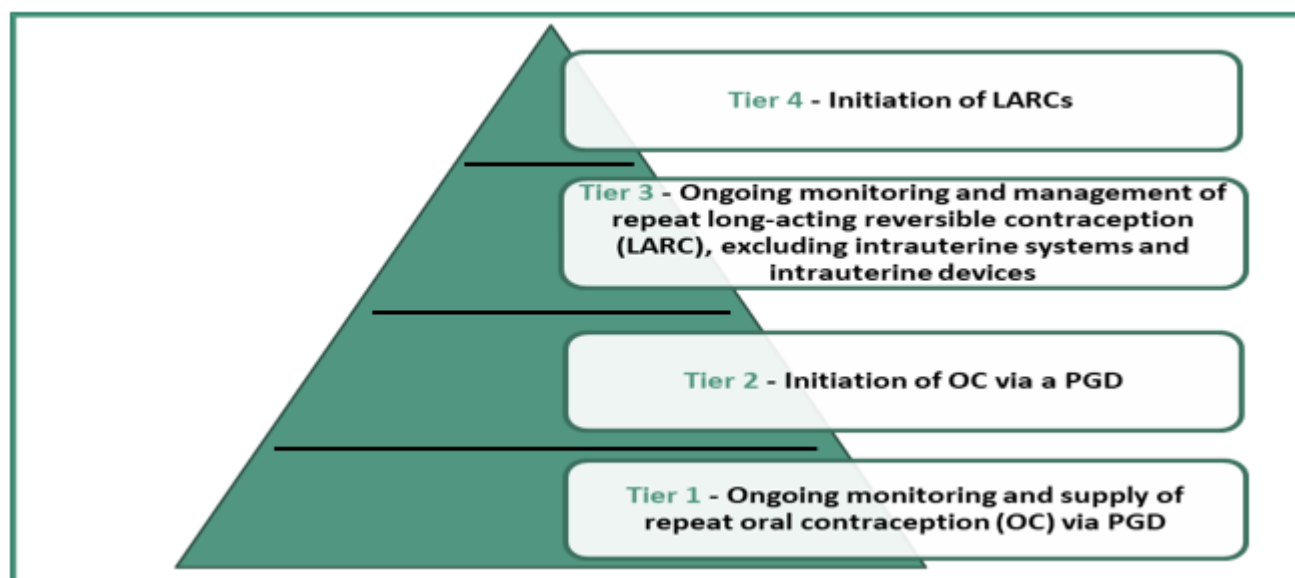 Tier 4 - Initiation of LARCs
Tier 3 - Ongoing monitoring and management of
repeat long-acting reversible contraception
(LARC), excluding intrauterine systems and
intrauterine devices
Tier 2 - Initiation of OC via a PGD
Tier 1 - Ongoing monitoring and supply of
repeat oral contraception (OC) via PGD